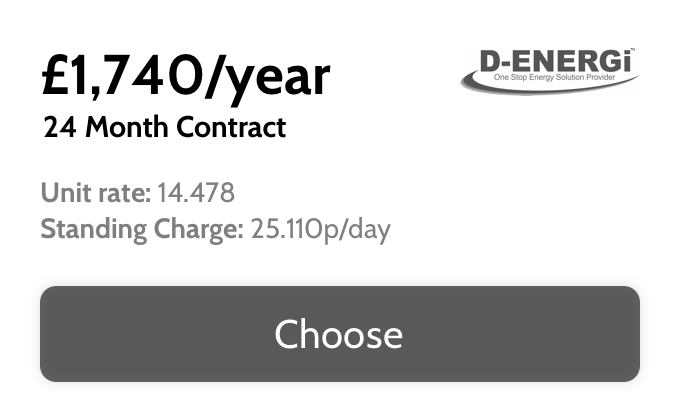 £1,740/year
D-ENERGi™
One Stop Energy Solution Provider
24 Month Contract
Unit rate: 14.478
Standing Charge: 25.110p/day
Choose